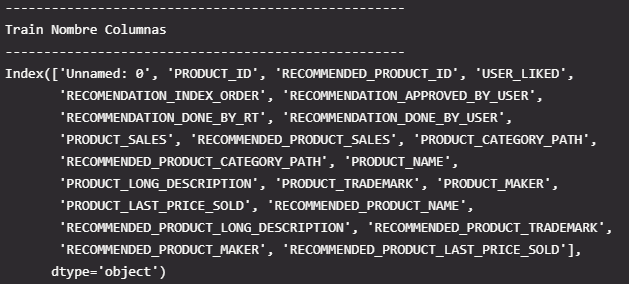 ----------------------------------------------------
Train Nombre Columnas
----------------------------------------------------
Index(['Unnamed: 0', 'PRODUCT_ID', 'RECOMMENDED_PRODUCT_ID', 'USER_LIKED',
       'RECOMENDATION_INDEX_ORDER', 'RECOMMENDATION_APPROVED_BY_USER',
       'RECOMMENDATION_DONE_BY_RT', 'RECOMMENDATION_DONE_BY_USER',
       'PRODUCT_SALES', 'RECOMMENDED_PRODUCT_SALES', 'PRODUCT_CATEGORY_PATH',
       'RECOMMENDED_PRODUCT_CATEGORY_PATH', 'PRODUCT_NAME',
       'PRODUCT_LONG_DESCRIPTION', 'PRODUCT_TRADEMARK', 'PRODUCT_MAKER',
       'PRODUCT_LAST_PRICE_SOLD', 'RECOMMENDED_PRODUCT_NAME',
       'RECOMMENDED_PRODUCT_LONG_DESCRIPTION', 'RECOMMENDED_PRODUCT_TRADEMARK',
       'RECOMMENDED_PRODUCT_MAKER', 'RECOMMENDED_PRODUCT_LAST_PRICE_SOLD'],
      dtype='object')